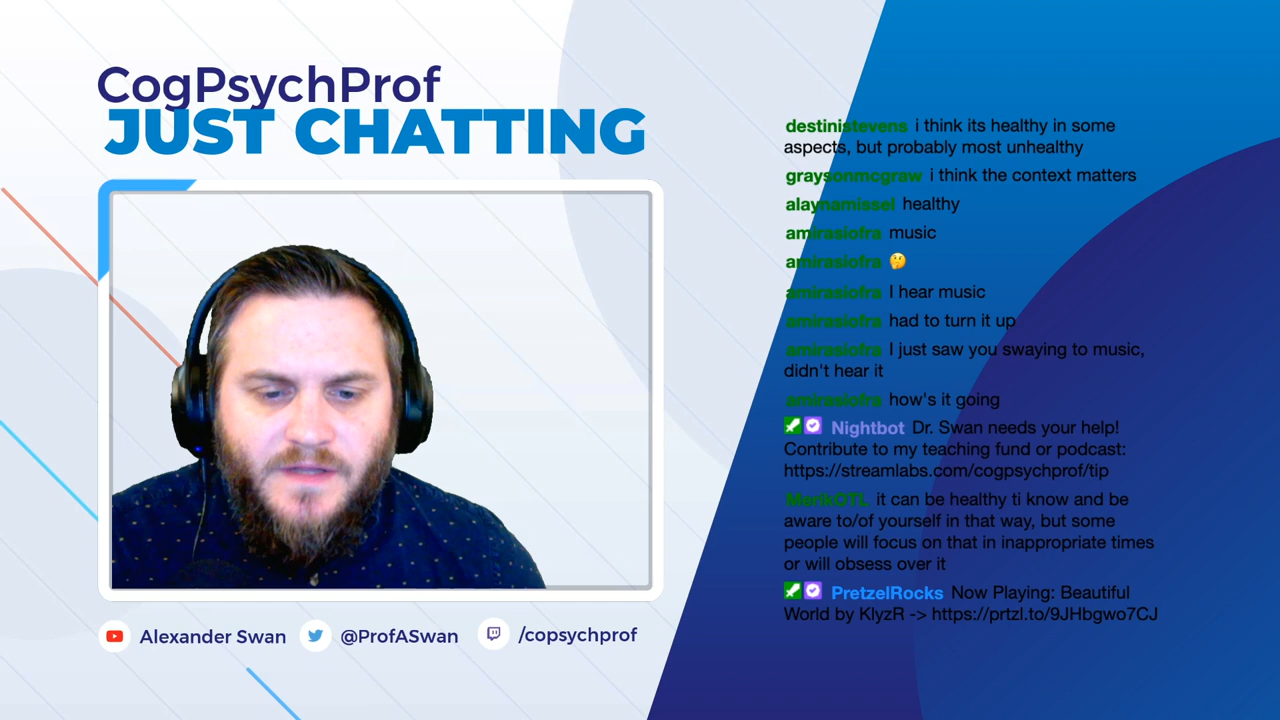 CogPsychProf
JUST CHATTING
destinistevens i think its healthy in some
aspects, but probably most unhealthy
graysonmcgraw i think the context matters
alaynamissel healthy
amirasiofra music
amirasiofra 🤔
amirasiofra I hear music
amirasiofra had to turn it up
amirasiofra I just saw you swaying to music,
didn't hear it
amirasiofra how's it going
Nightbot Dr. Swan needs your help!
Contribute to my teaching fund or podcast:
https://streamlabs.com/cogpsychprof/tip
MerikOTL it can be healthy ti know and be
aware to/of yourself in that way, but some
people will focus on that in inappropriate times
or will obsess over it
PretzelRocks Now Playing: Beautiful
World by KlyzR -> https://prtzl.to/9JHbgwo7CJ
Alexander Swan @ProfASwan /copsychprof